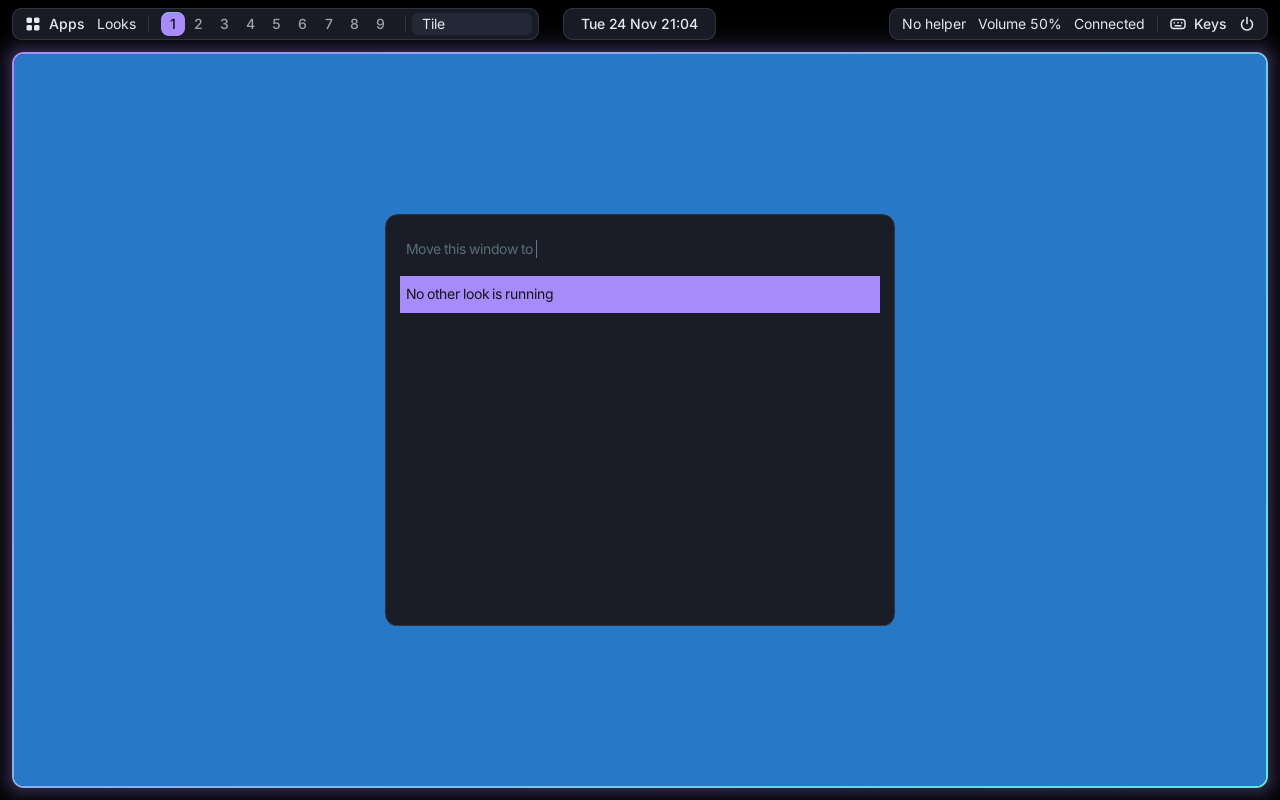 Apps Looks 1 2 3 4 5 6 7 8 9 Tile Tue 24 Nov 21:04 No helper Volume 50% Connected Keys
Move this window to
No other look is running